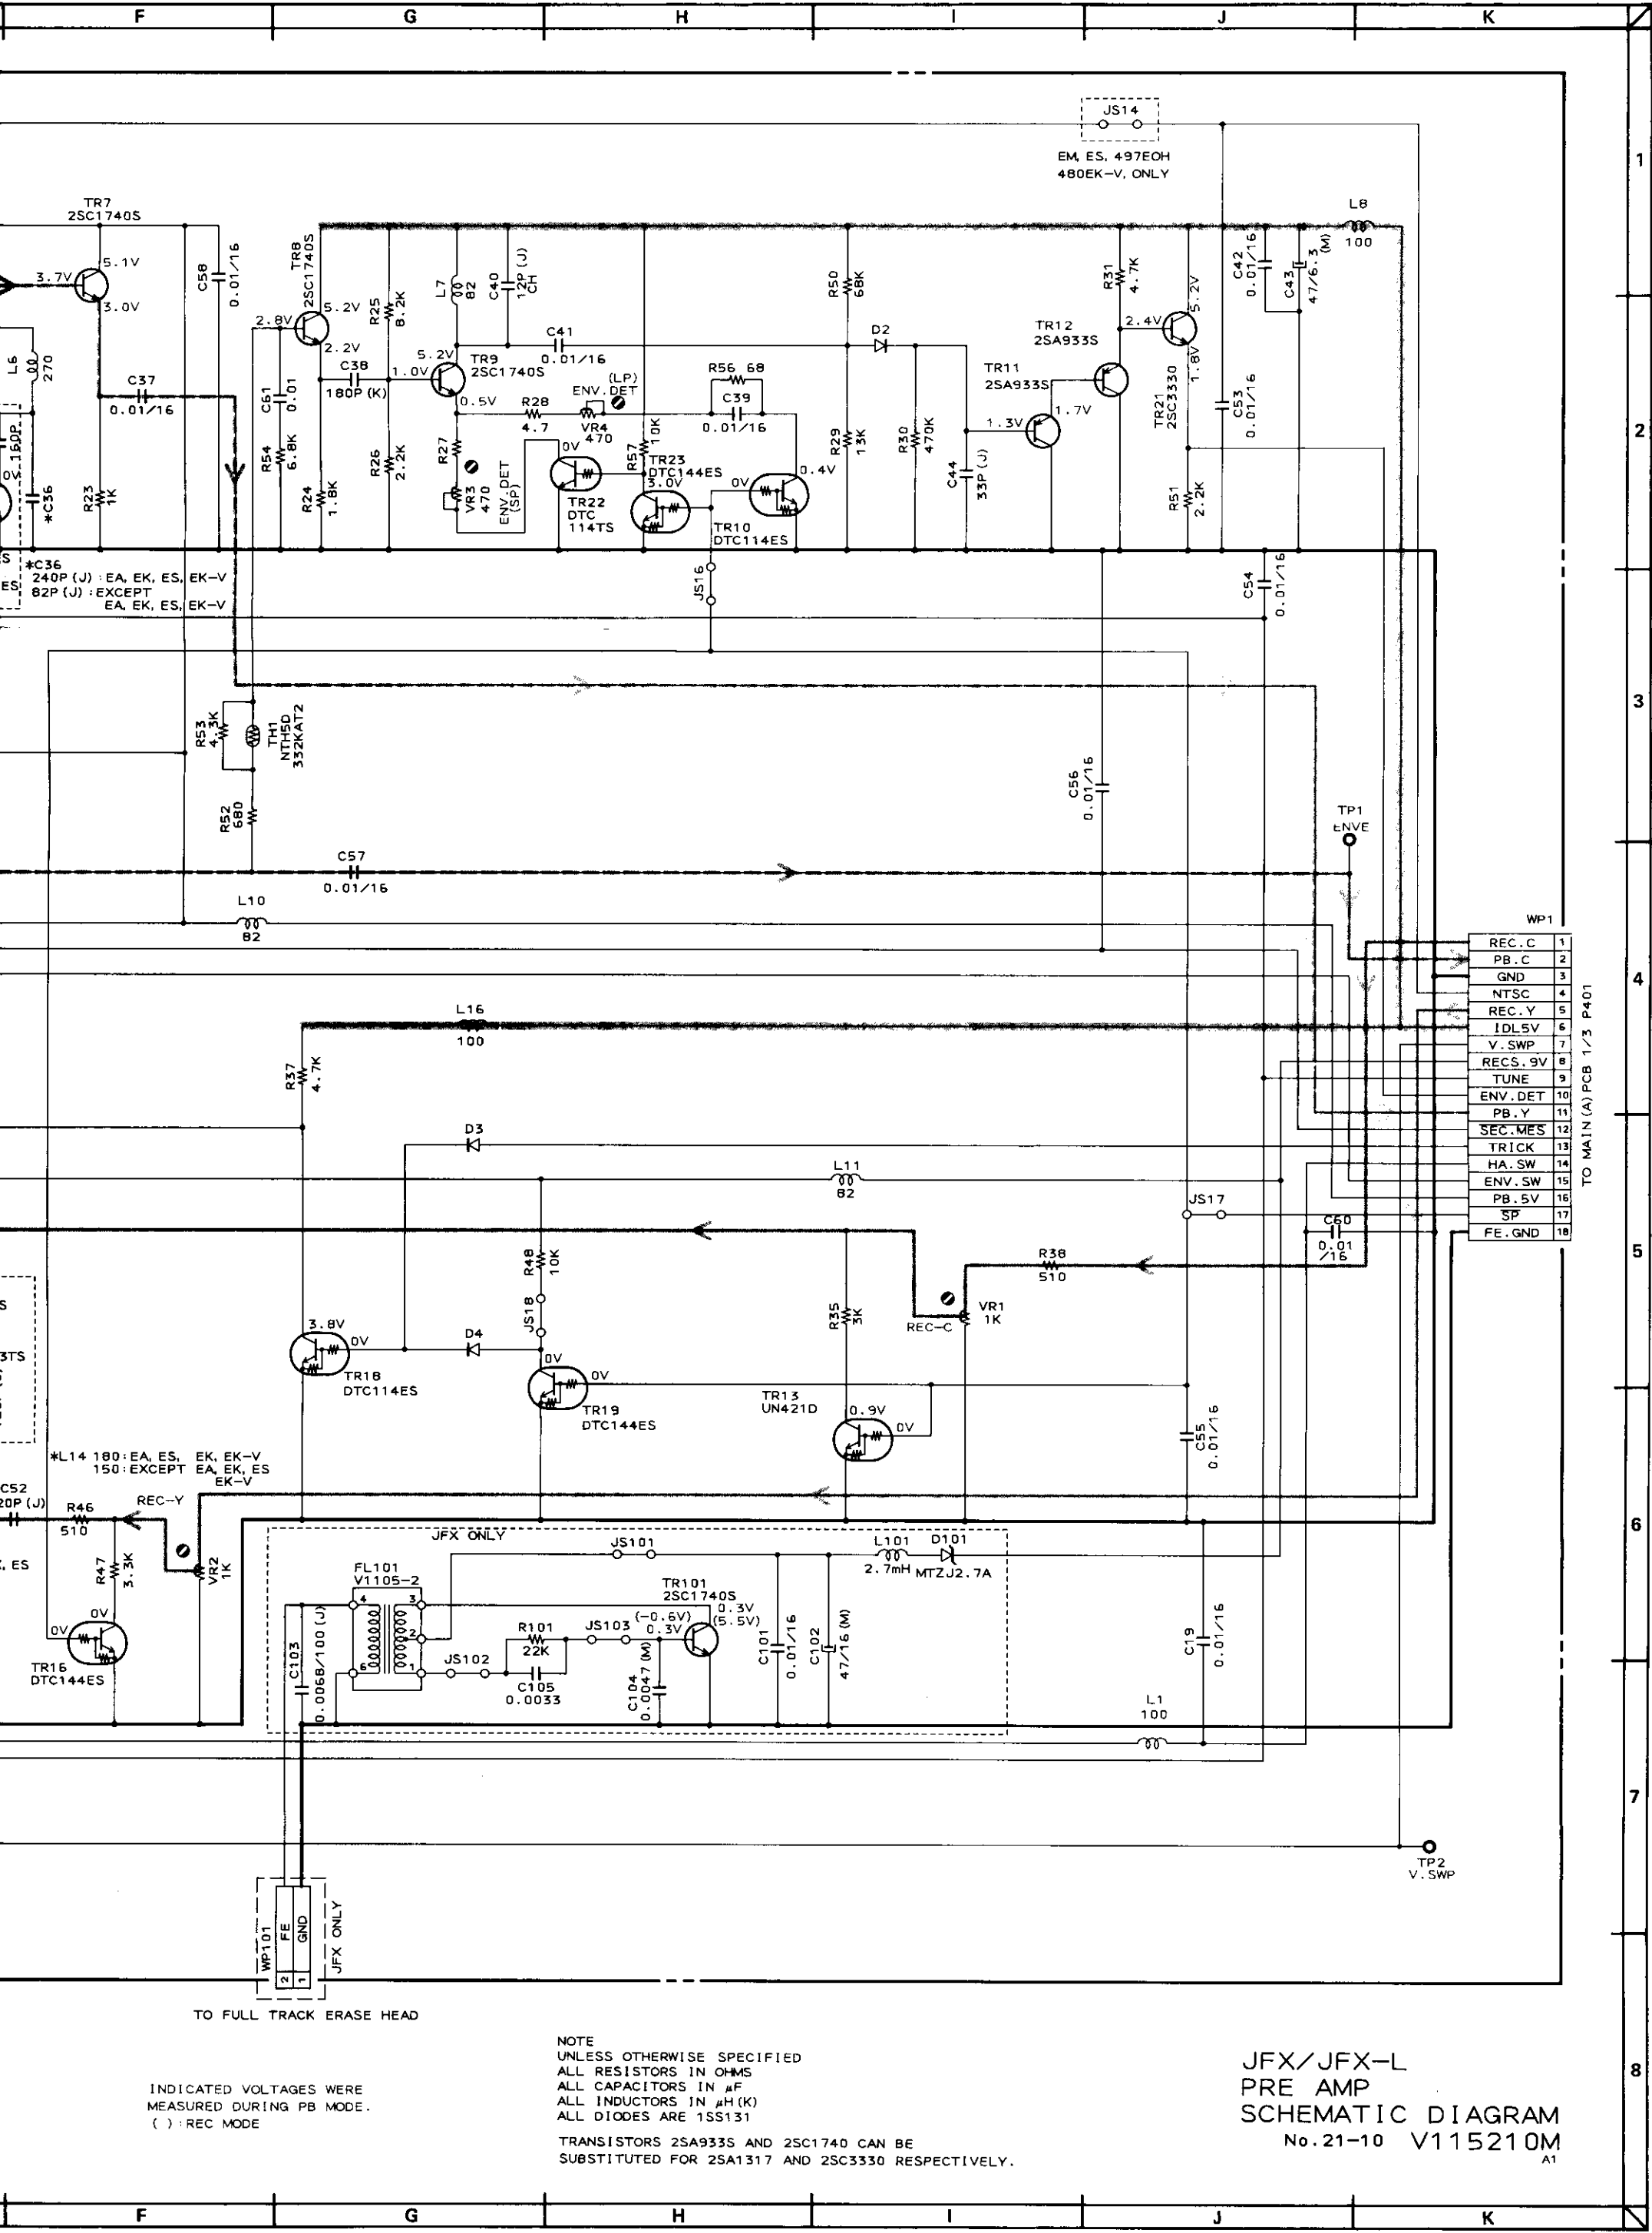 F G H I J K
JS14
EM, ES, 497EOH
480EK-V, ONLY
1
TR7
2SC1740S
5.1V
3.7V
3.0V
C58
0.01/16
TR8
2SC1740S
5.2V
2.8V
2.2V
R25
8.2K
L7
82
C40
12P (J)
CH
R50
68K
R31
4.7K
5.2V
2.4V
1.8V
C42
0.01/16
C43
47/6.3 (M)
L8
100
L6
270
C37
0.01/16
C61
0.01
C38
180P (K)
1.0V
5.2V
TR9
2SC1740S
0.5V
C41
0.01/16
D2
TR12
2SA933S
TR11
2SA933S
1.7V
1.3V
TR21
2SC3330
C53
0.01/16
R56 68
C39
0.01/16
(LP)
ENV.DET
R28
4.7
VR4
470
R57
10K
2
160P
0V
*C36
R23
1K
R54
6.8K
R24
1.8K
R26
2.2K
R27
VR3
470
ENV.DET
(SP)
0V
TR22
DTC
114TS
TR23
DTC144ES
3.0V
0V
0.4V
TR10
DTC114ES
R29
13K
R30
470K
C44
33P (J)
R51
2.2K
S
ES
*C36
240P (J) : EA, EK, ES, EK-V
82P (J) : EXCEPT
EA, EK, ES, EK-V
JS16
C54
0.01/16
R53
4.3K
TH1
NTH5D
332KAT2
3
R52
680
C56
0.01/16
TP1
ENVE
C57
0.01/16
L10
82
WP1
REC.C 1
PB.C 2
GND 3
NTSC 4
REC.Y 5
IDL5V 6
V.SWP 7
RECS.9V 8
TUNE 9
ENV.DET 10
PB.Y 11
SEC.MES 12
TRICK 13
HA.SW 14
ENV.SW 15
PB.5V 16
SP 17
FE.GND 18
TO MAIN (A) PCB 1/3 P401
4
L16
100
R37
4.7K
D3
L11
82
JS17
C60
0.01
/16
5
R48
10K
R38
510
S
JS18
R35
3K
REC-C
VR1
1K
3TS
3.8V
0V
D4
TR18
DTC114ES
0V
0V
TR19
DTC144ES
TR13
UN421D
0.9V
0V
C55
0.01/16
*L14 180 : EA, ES, EK, EK-V
150 : EXCEPT EA, EK, ES
EK-V
C52
20P (J)
R46
510
REC-Y
6
, ES
R47
3.3K
VR2
1K
JFX ONLY
FL101
V1105-2
4 3
2
6 1
JS101
L101
2.7mH
D101
MTZJ2.7A
TR101
2SC1740S
0.3V
(5.5V)
(-0.6V)
0.3V
R101
22K
JS103
JS102
C105
0.0033
C103
0.0068/100 (J)
C104
0.0047 (M)
C101
0.01/16
C102
47/16 (M)
C19
0.01/16
0V
0V
TR16
DTC144ES
L1
100
7
TP2
V.SWP
WP101
FE
GND
2 1
JFX ONLY
TO FULL TRACK ERASE HEAD
8
INDICATED VOLTAGES WERE
MEASURED DURING PB MODE.
( ) : REC MODE
NOTE
UNLESS OTHERWISE SPECIFIED
ALL RESISTORS IN OHMS
ALL CAPACITORS IN µF
ALL INDUCTORS IN µH (K)
ALL DIODES ARE 1SS131
TRANSISTORS 2SA933S AND 2SC1740 CAN BE
SUBSTITUTED FOR 2SA1317 AND 2SC3330 RESPECTIVELY.
JFX/JFX-L
PRE AMP
SCHEMATIC DIAGRAM
No. 21-10 V115210M
A1
F G H I J K